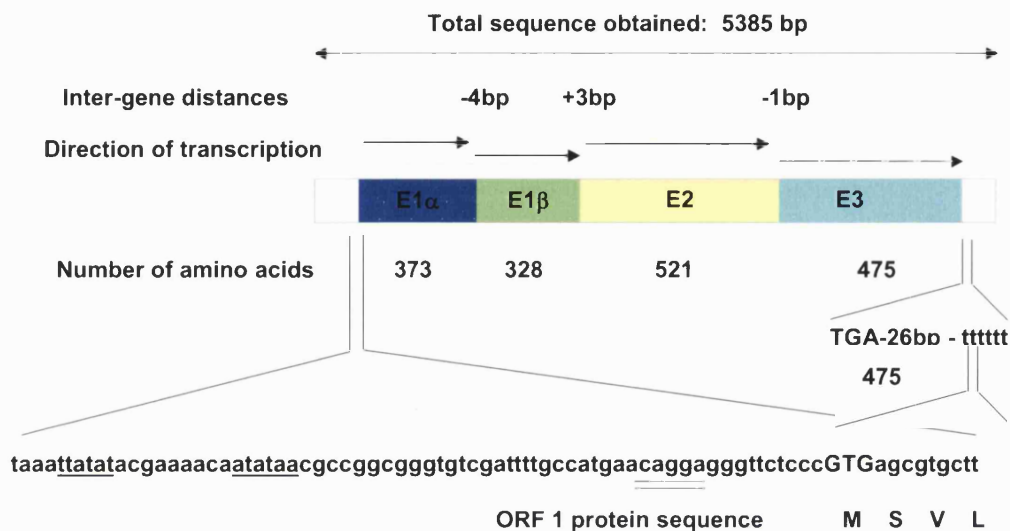 Total sequence obtained: 5385 bp
Inter-gene distances -4bp +3bp -1bp
Direction of transcription
E1α E1β E2 E3
Number of amino acids 373 328 521 475
TGA-26bp - tttttt
475
taaattatatacgaaaacaatataacgccggcgggtgtcgattttgccatgaacaggagggttctcccGTGagcgtgctt
ORF 1 protein sequence M S V L